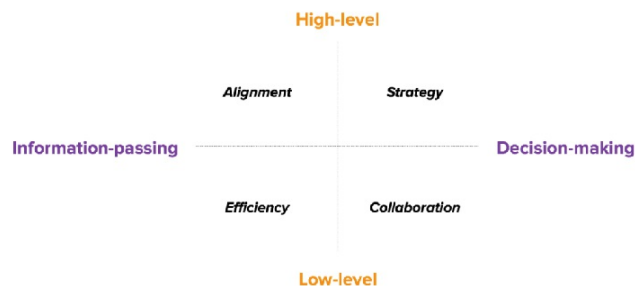 High-level
Alignment
Strategy
Information-passing
Decision-making
Efficiency
Collaboration
Low-level